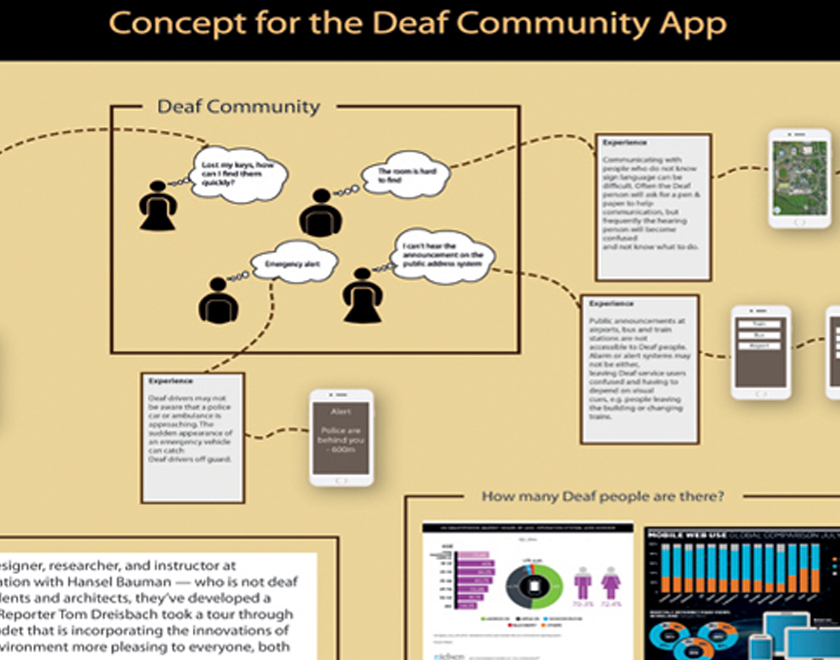 Concept for the Deaf Community App
Deaf Community
Lost my keys, how
can I find them
quickly?
The room is hard
to find
Emergency alert
I can't hear the
announcement on the
public address system
Experience
Communicating with
people who do not know
sign language can be
difficult. Often the Deaf
person will ask for a pen &
paper to help
communication, but
frequently the hearing
person will become
confused
and not know what to do.
Experience
Public announcements at
airports, bus and train
stations are not
accessible to Deaf people.
Alarm or alert systems may
not be either,
leaving Deaf service users
confused and having to
depend on visual
cues, e.g. people leaving
the building or changing
trains.
Train
Bus
Airport
Experience
Deaf drivers may not
be aware that a police
car or ambulance is
approaching. The
sudden appearance of
an emergency vehicle
can catch
Deaf drivers off guard.
Alert
Police are
behind you
- 600m
How many Deaf people are there?
esigner, researcher, and instructor at
ation with Hansel Bauman — who is not deaf
dents and architects, they've developed a
Reporter Tom Dreisbach took a tour through
udet that is incorporating the innovations of
vironment more pleasing to everyone, both
70.3% 72.4%
nielsen
MOBILE WEB USE GLOBAL COMPARISON JULY